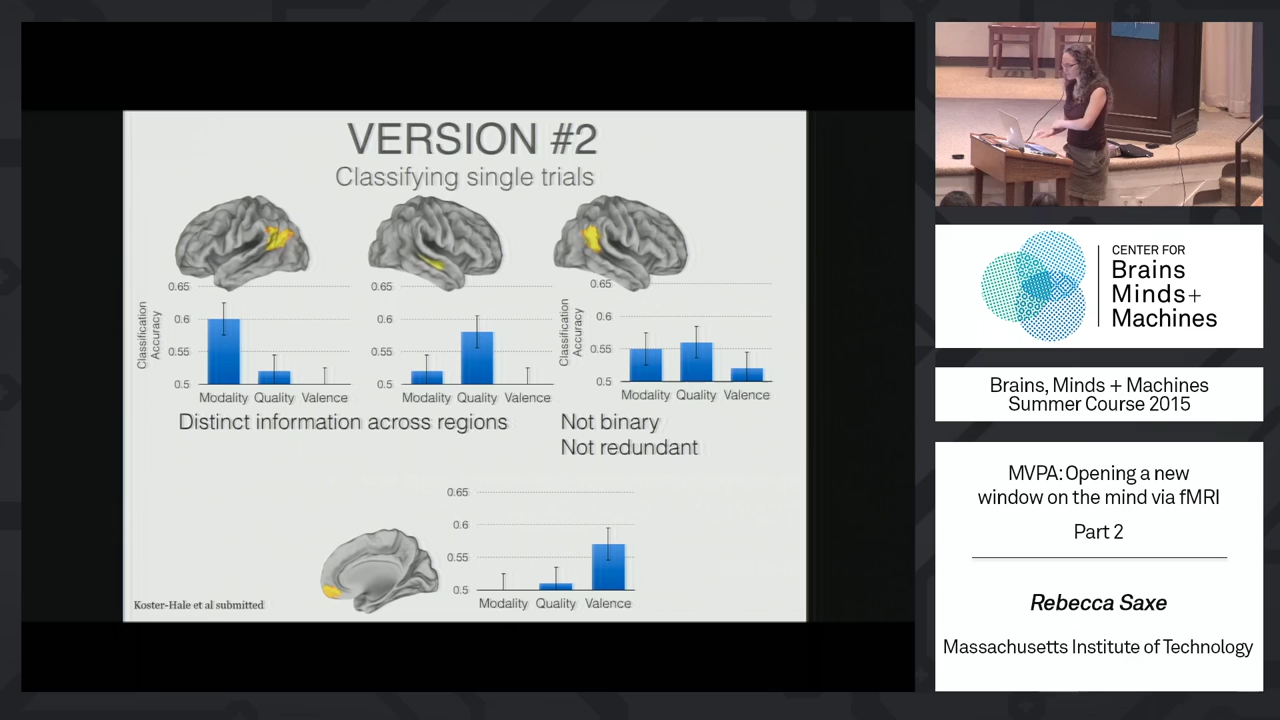 VERSION #2
Classifying single trials
0.65
0.6
0.55
0.5
Classification
Accuracy
Modality Quality Valence
0.65
0.6
0.55
0.5
Modality Quality Valence
0.65
0.6
0.55
0.5
Classification
Accuracy
Modality Quality Valence
Distinct information across regions
Not binary
Not redundant
0.65
0.6
0.55
0.5
Modality Quality Valence
Koster-Hale et al submitted
CENTER FOR
Brains
Minds+
Machines
Brains, Minds + Machines
Summer Course 2015
MVPA: Opening a new
window on the mind via fMRI
Part 2
Rebecca Saxe
Massachusetts Institute of Technology